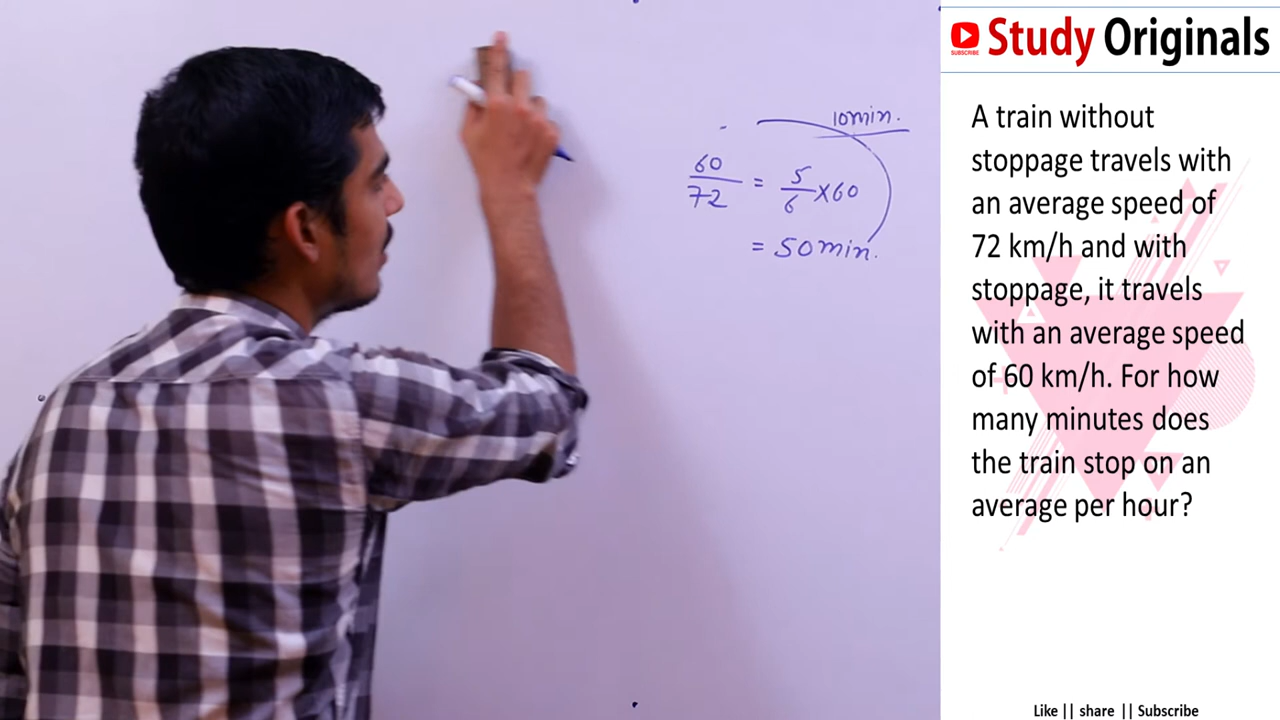 10min.
60/72 = 5/6 × 60
= 50min.
SUBSCRIBE
Study Originals
A train without
stoppage travels with
an average speed of
72 km/h and with
stoppage, it travels
with an average speed
of 60 km/h. For how
many minutes does
the train stop on an
average per hour?
Like || share || Subscribe